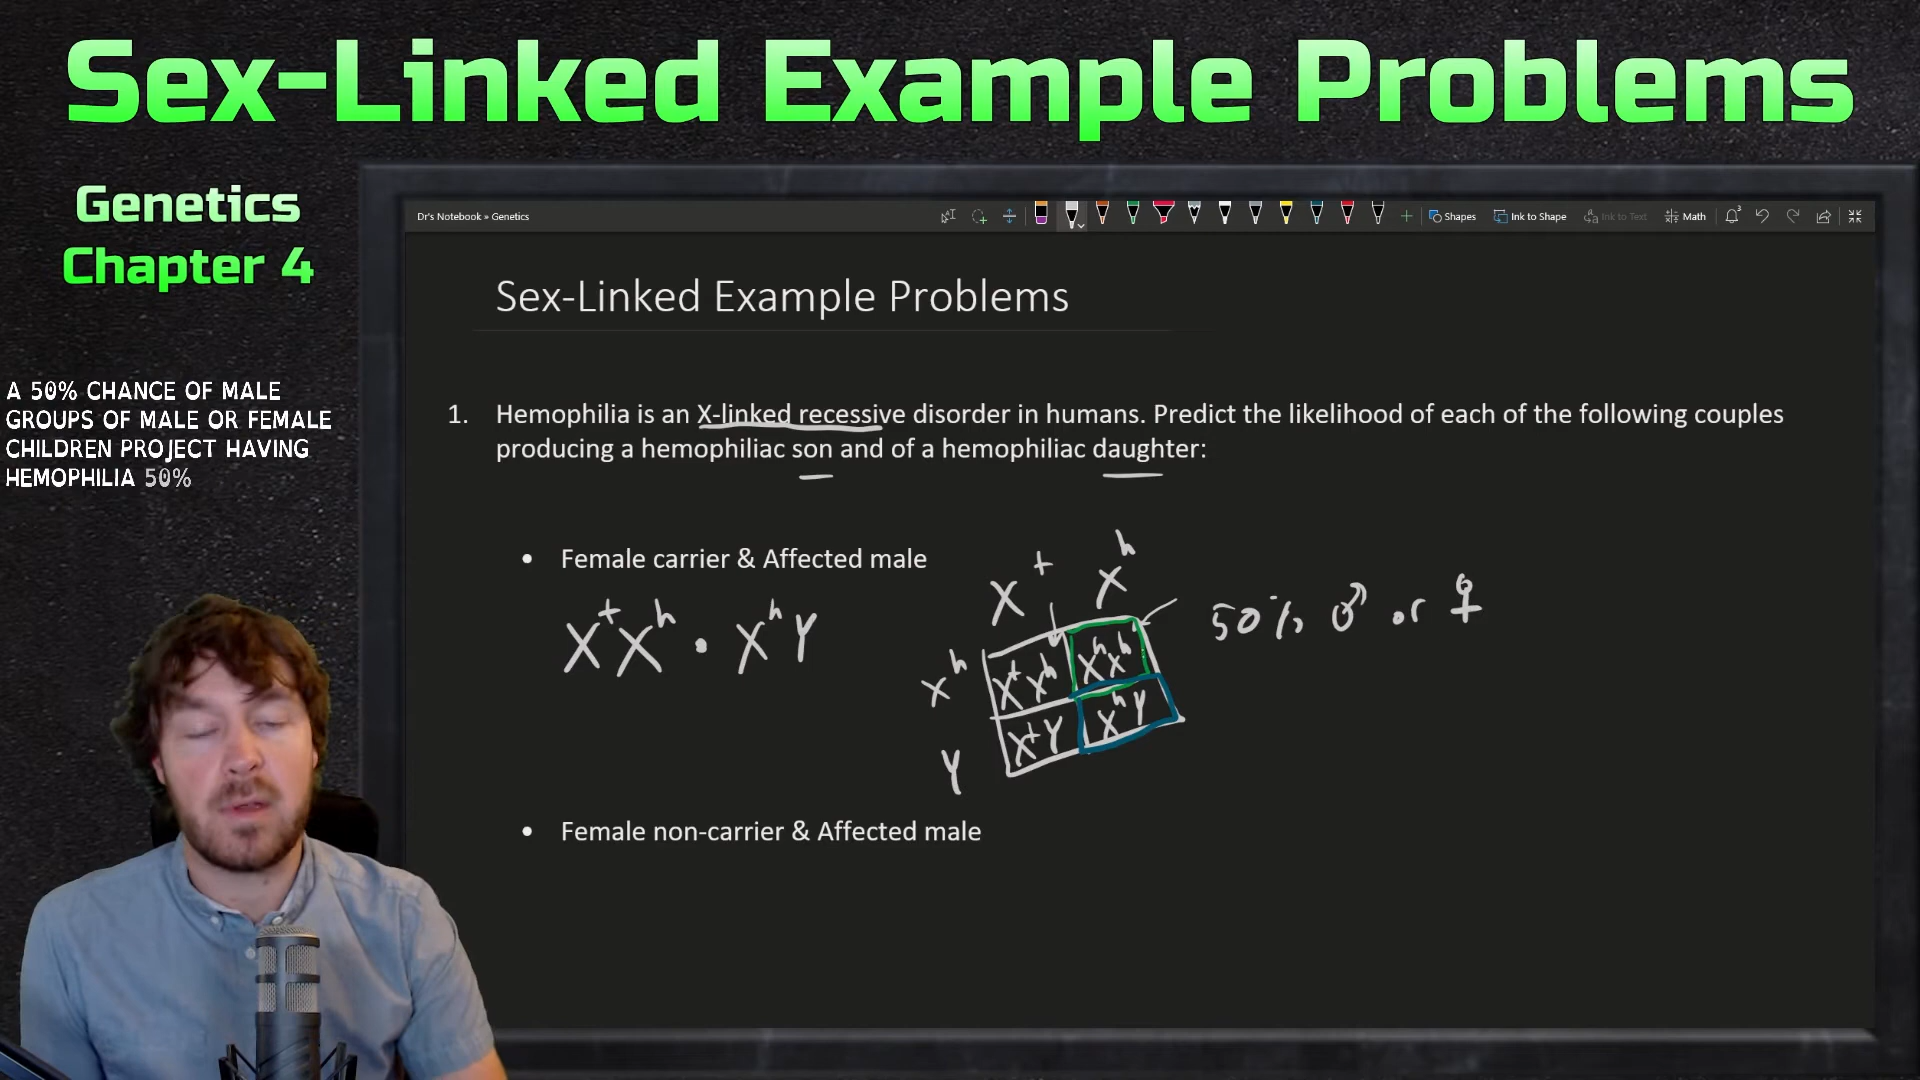 Sex-Linked Example Problems
Genetics
Chapter 4
Dr's Notebook » Genetics
Shapes
Ink to Shape
Ink to Text
Math
3
Sex-Linked Example Problems
A 50% CHANCE OF MALE
GROUPS OF MALE OR FEMALE
CHILDREN PROJECT HAVING
HEMOPHILIA 50%
1. Hemophilia is an X-linked recessive disorder in humans. Predict the likelihood of each of the following couples
producing a hemophiliac son and of a hemophiliac daughter:
• Female carrier & Affected male
X⁺Xʰ • XʰY
X⁺ Xʰ
Xʰ X⁺Xʰ XʰXʰ
Y X⁺Y XʰY
50% ♂ or ♀
• Female non-carrier & Affected male